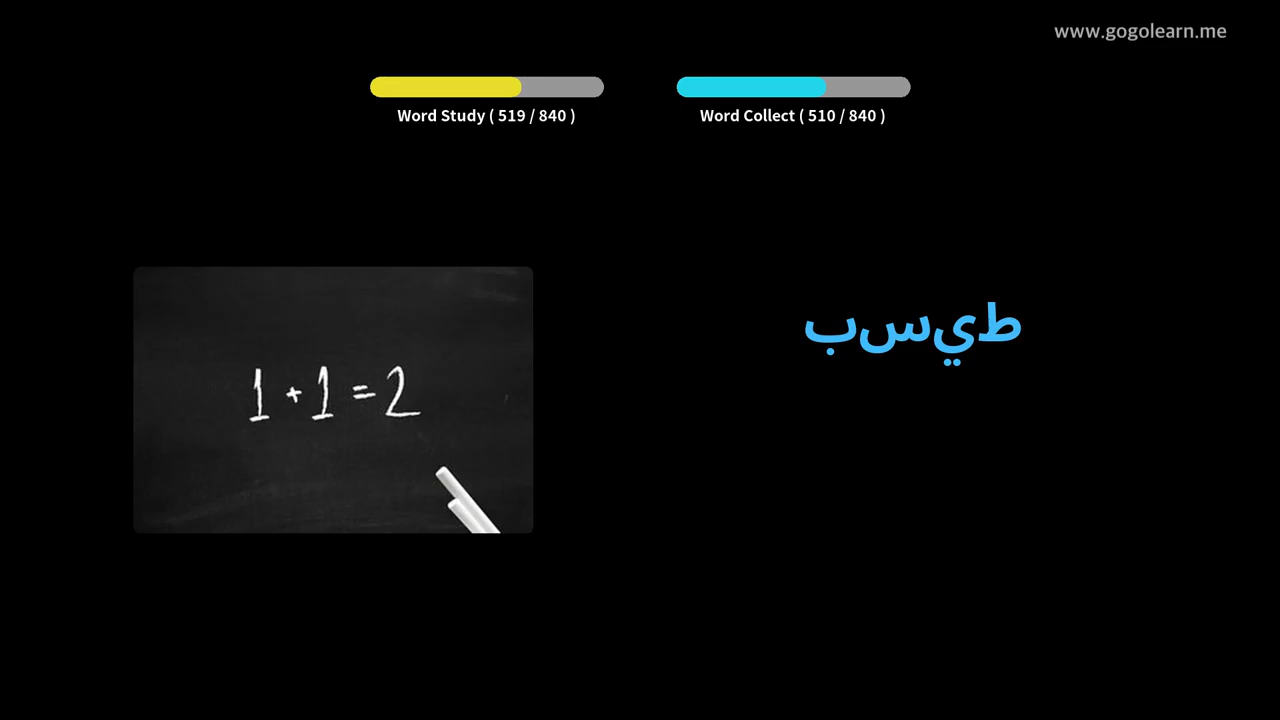 www.gogolearn.me
Word Study ( 519 / 840 )
Word Collect ( 510 / 840 )
بسيط
1 + 1 = 2